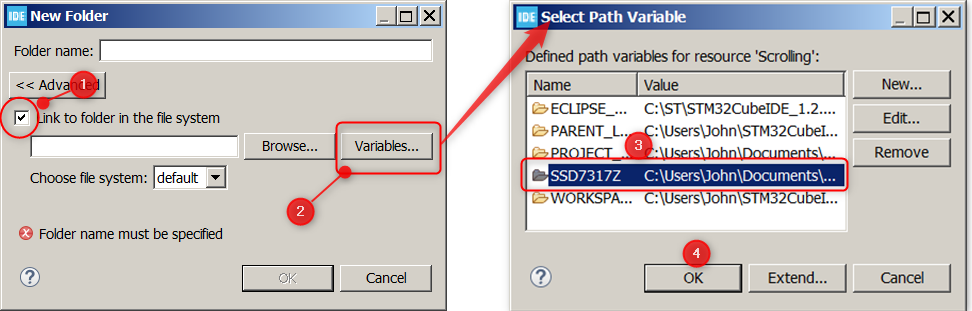 IDE New Folder
Folder name:
<< Advanced
1
Link to folder in the file system
Browse...
Variables...
Choose file system: default
2
Folder name must be specified
?
OK
Cancel
IDE Select Path Variable
Defined path variables for resource 'Scrolling':
Name Value
ECLIPSE_... C:\ST\STM32CubeIDE_1.2....
PARENT_L... C:\Users\John\STM32CubeI...
PROJECT_... C:\Users\John\Documents\...
3
SSD7317Z C:\Users\John\Documents\...
WORKSPA... C:\Users\John\STM32CubeI...
New...
Edit...
Remove
4
?
OK
Extend...
Cancel